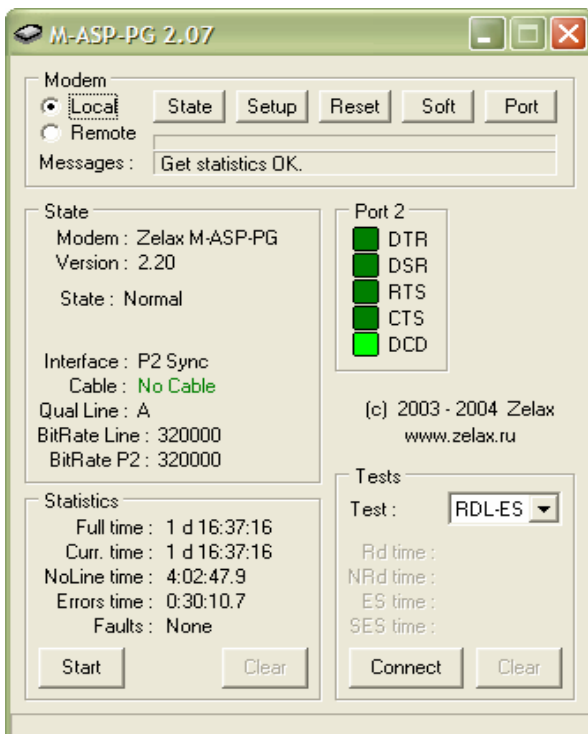 M-ASP-PG 2.07
Modem
Local
State
Setup
Reset
Soft
Port
Remote
Messages : Get statistics OK.
State
Modem : Zelax M-ASP-PG
Version : 2.20
State : Normal
Interface : P2 Sync
Cable : No Cable
Qual Line : A
BitRate Line : 320000
BitRate P2 : 320000
Port 2
DTR
DSR
RTS
CTS
DCD
(c) 2003 - 2004 Zelax
www.zelax.ru
Statistics
Full time : 1 d 16:37:16
Curr. time : 1 d 16:37:16
NoLine time : 4:02:47.9
Errors time : 0:30:10.7
Faults : None
Start
Clear
Tests
Test : RDL-ES
Rd time :
NRd time :
ES time :
SES time :
Connect
Clear